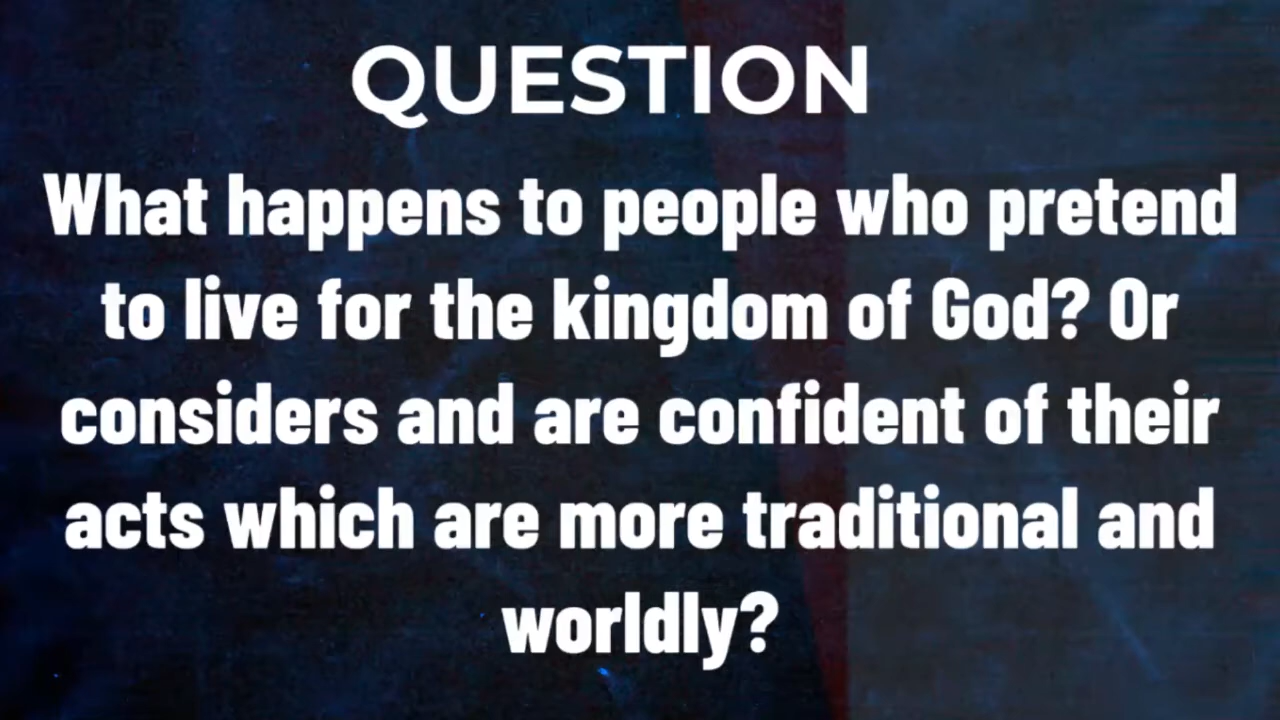 QUESTION
What happens to people who pretend
to live for the kingdom of God? Or
considers and are confident of their
acts which are more traditional and
worldly?